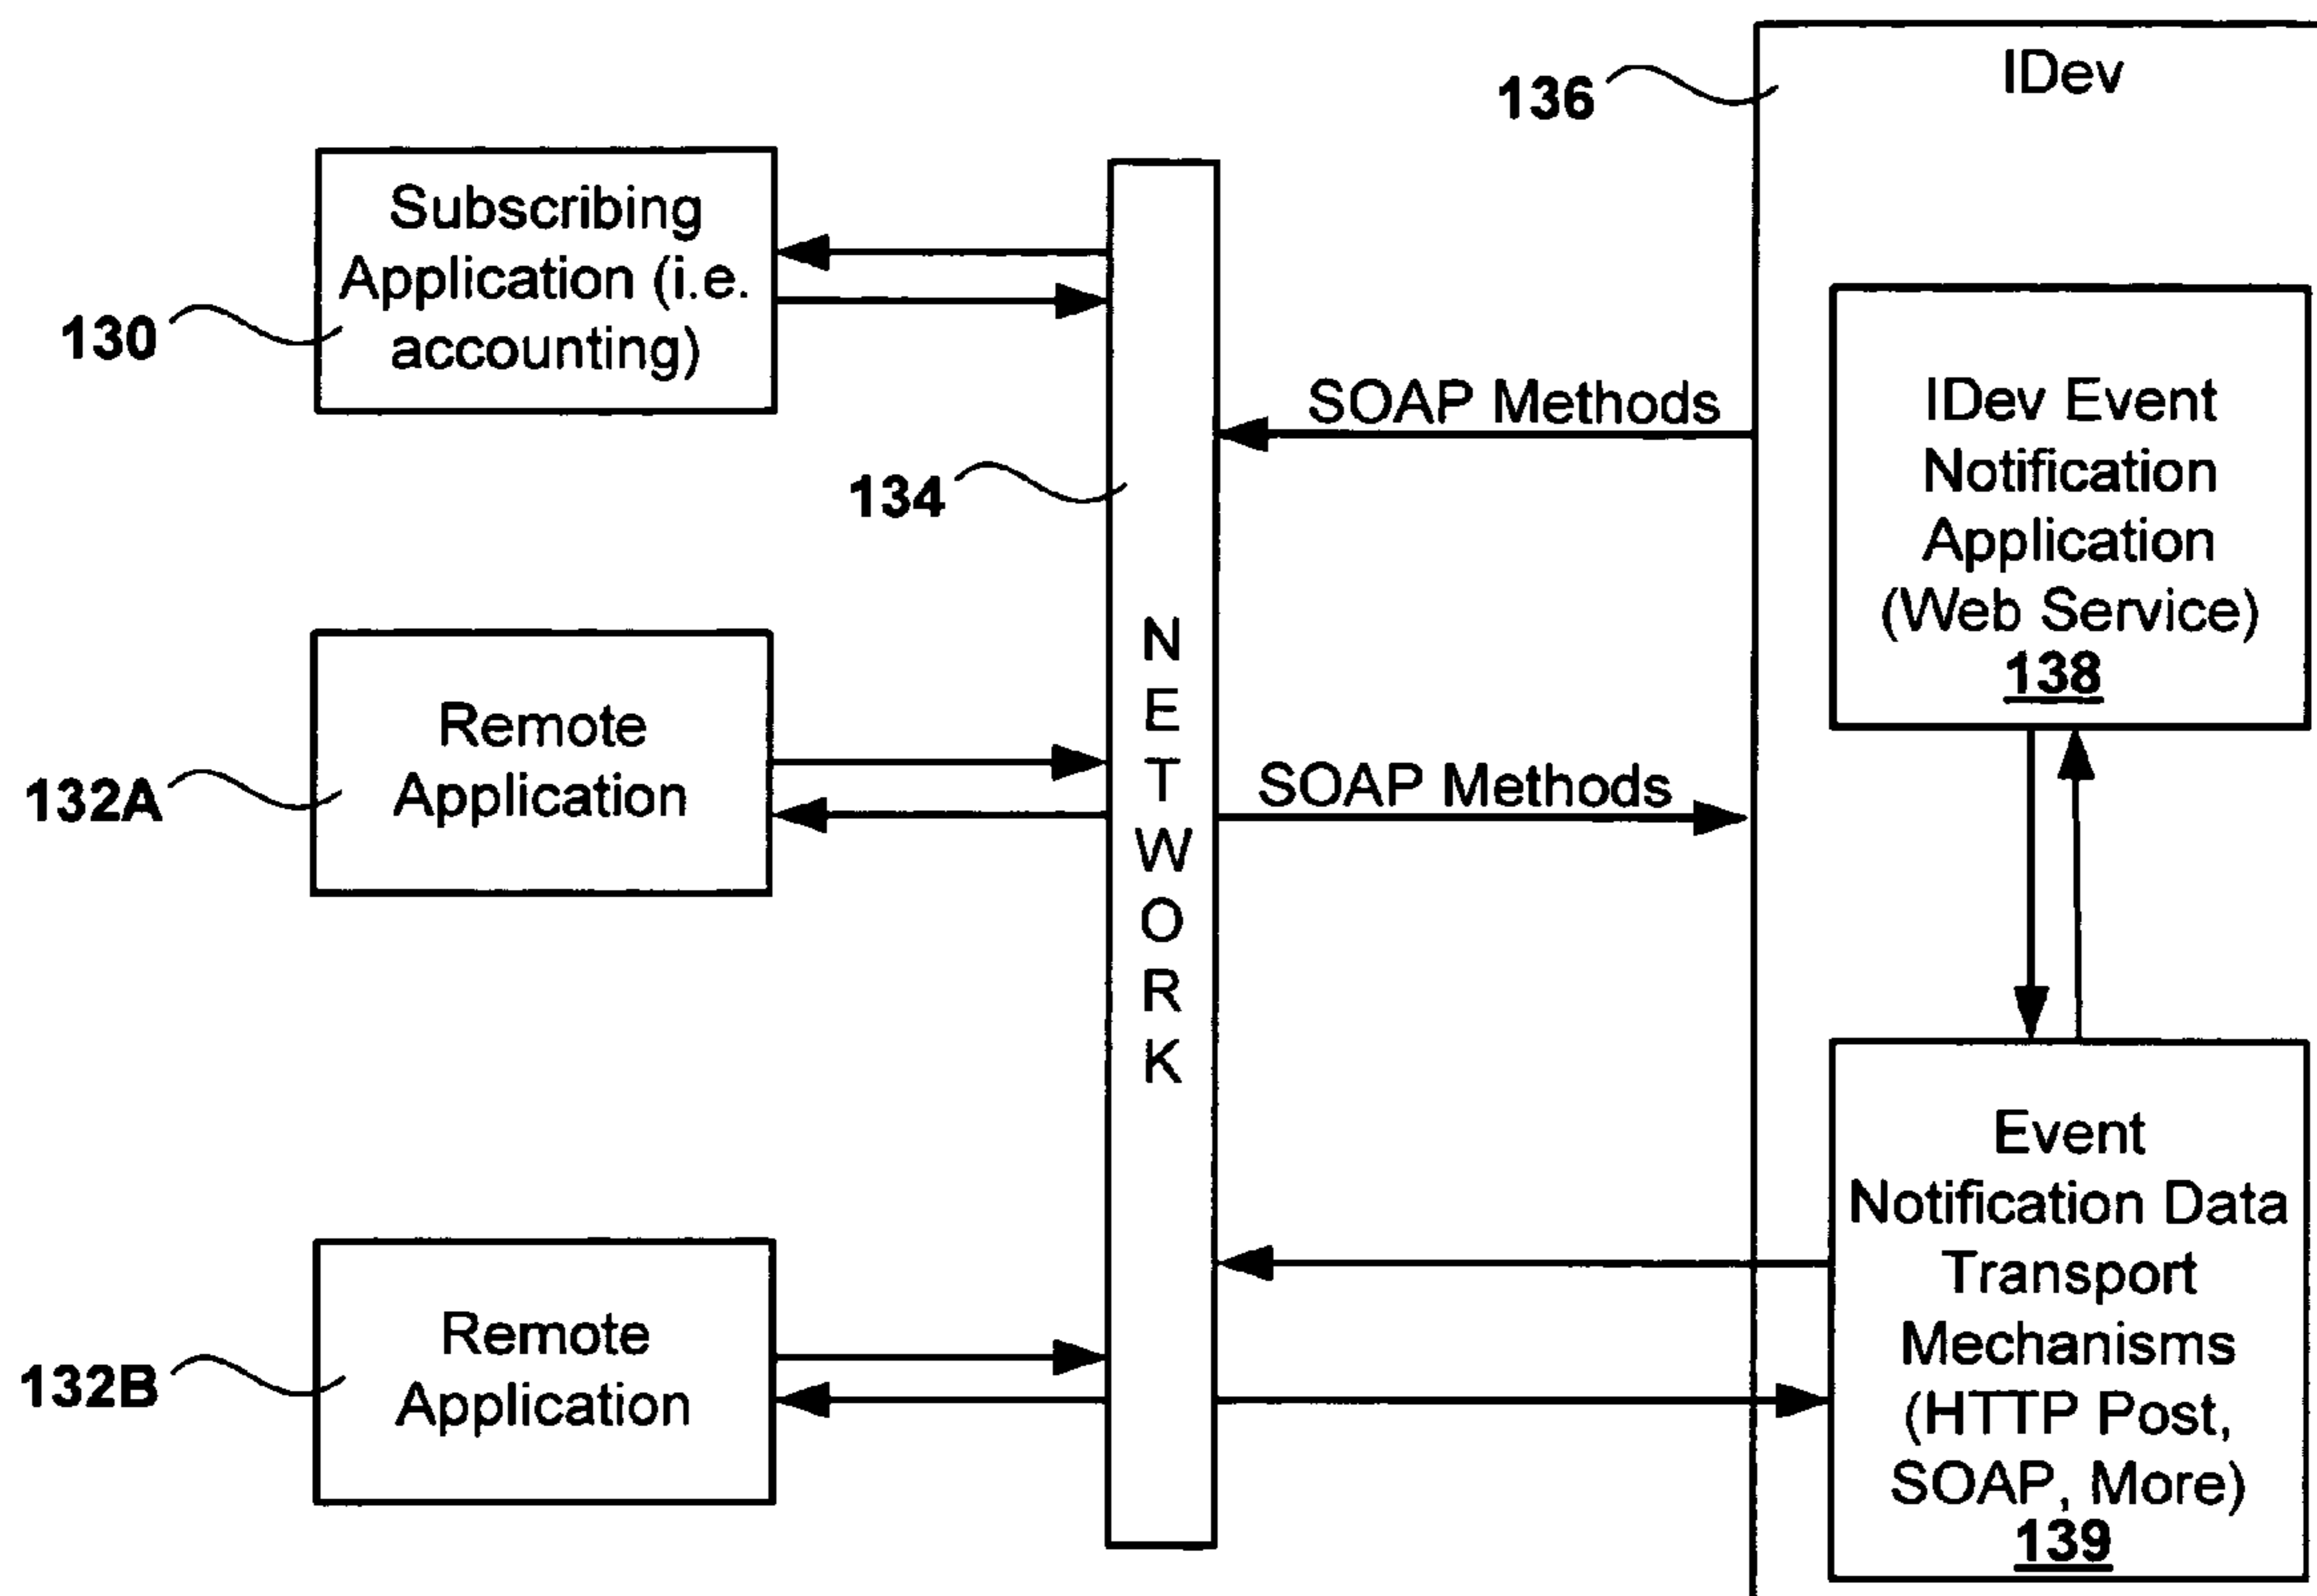 IDev
136
Subscribing
Application (i.e.
accounting)
130
SOAP Methods
134
IDev Event
Notification
Application
(Web Service)
138
Remote
Application
132A
SOAP Methods
NETWORK
Event
Notification Data
Transport
Mechanisms
(HTTP Post,
SOAP, More)
139
Remote
Application
132B